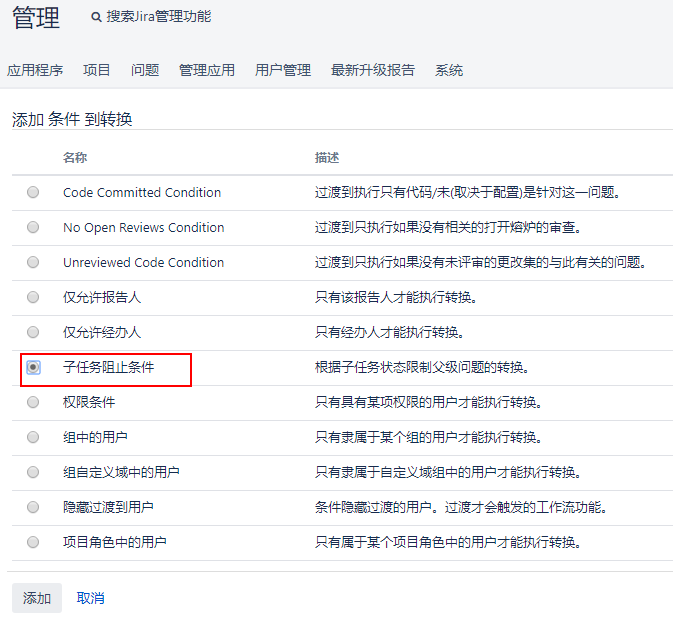 管理 搜索Jira管理功能
应用程序 项目 问题 管理应用 用户管理 最新升级报告 系统
添加 条件 到转换
名称 描述
Code Committed Condition 过渡到执行只有代码/未(取决于配置)是针对这一问题。
No Open Reviews Condition 过渡到只执行如果没有相关的打开熔炉的审查。
Unreviewed Code Condition 过渡到只执行如果没有未评审的更改集的与此有关的问题。
仅允许报告人 只有该报告人才能执行转换。
仅允许经办人 只有经办人才能执行转换。
子任务阻止条件 根据子任务状态限制父级问题的转换。
权限条件 只有具有某项权限的用户才能执行转换。
组中的用户 只有隶属于某个组的用户才能执行转换。
组自定义域中的用户 只有隶属于自定义域组中的用户才能执行转换。
隐藏过渡到用户 条件隐藏过渡的用户。过渡才会触发的工作流功能。
项目角色中的用户 只有属于某个项目角色中的用户才能执行转换。
添加 取消